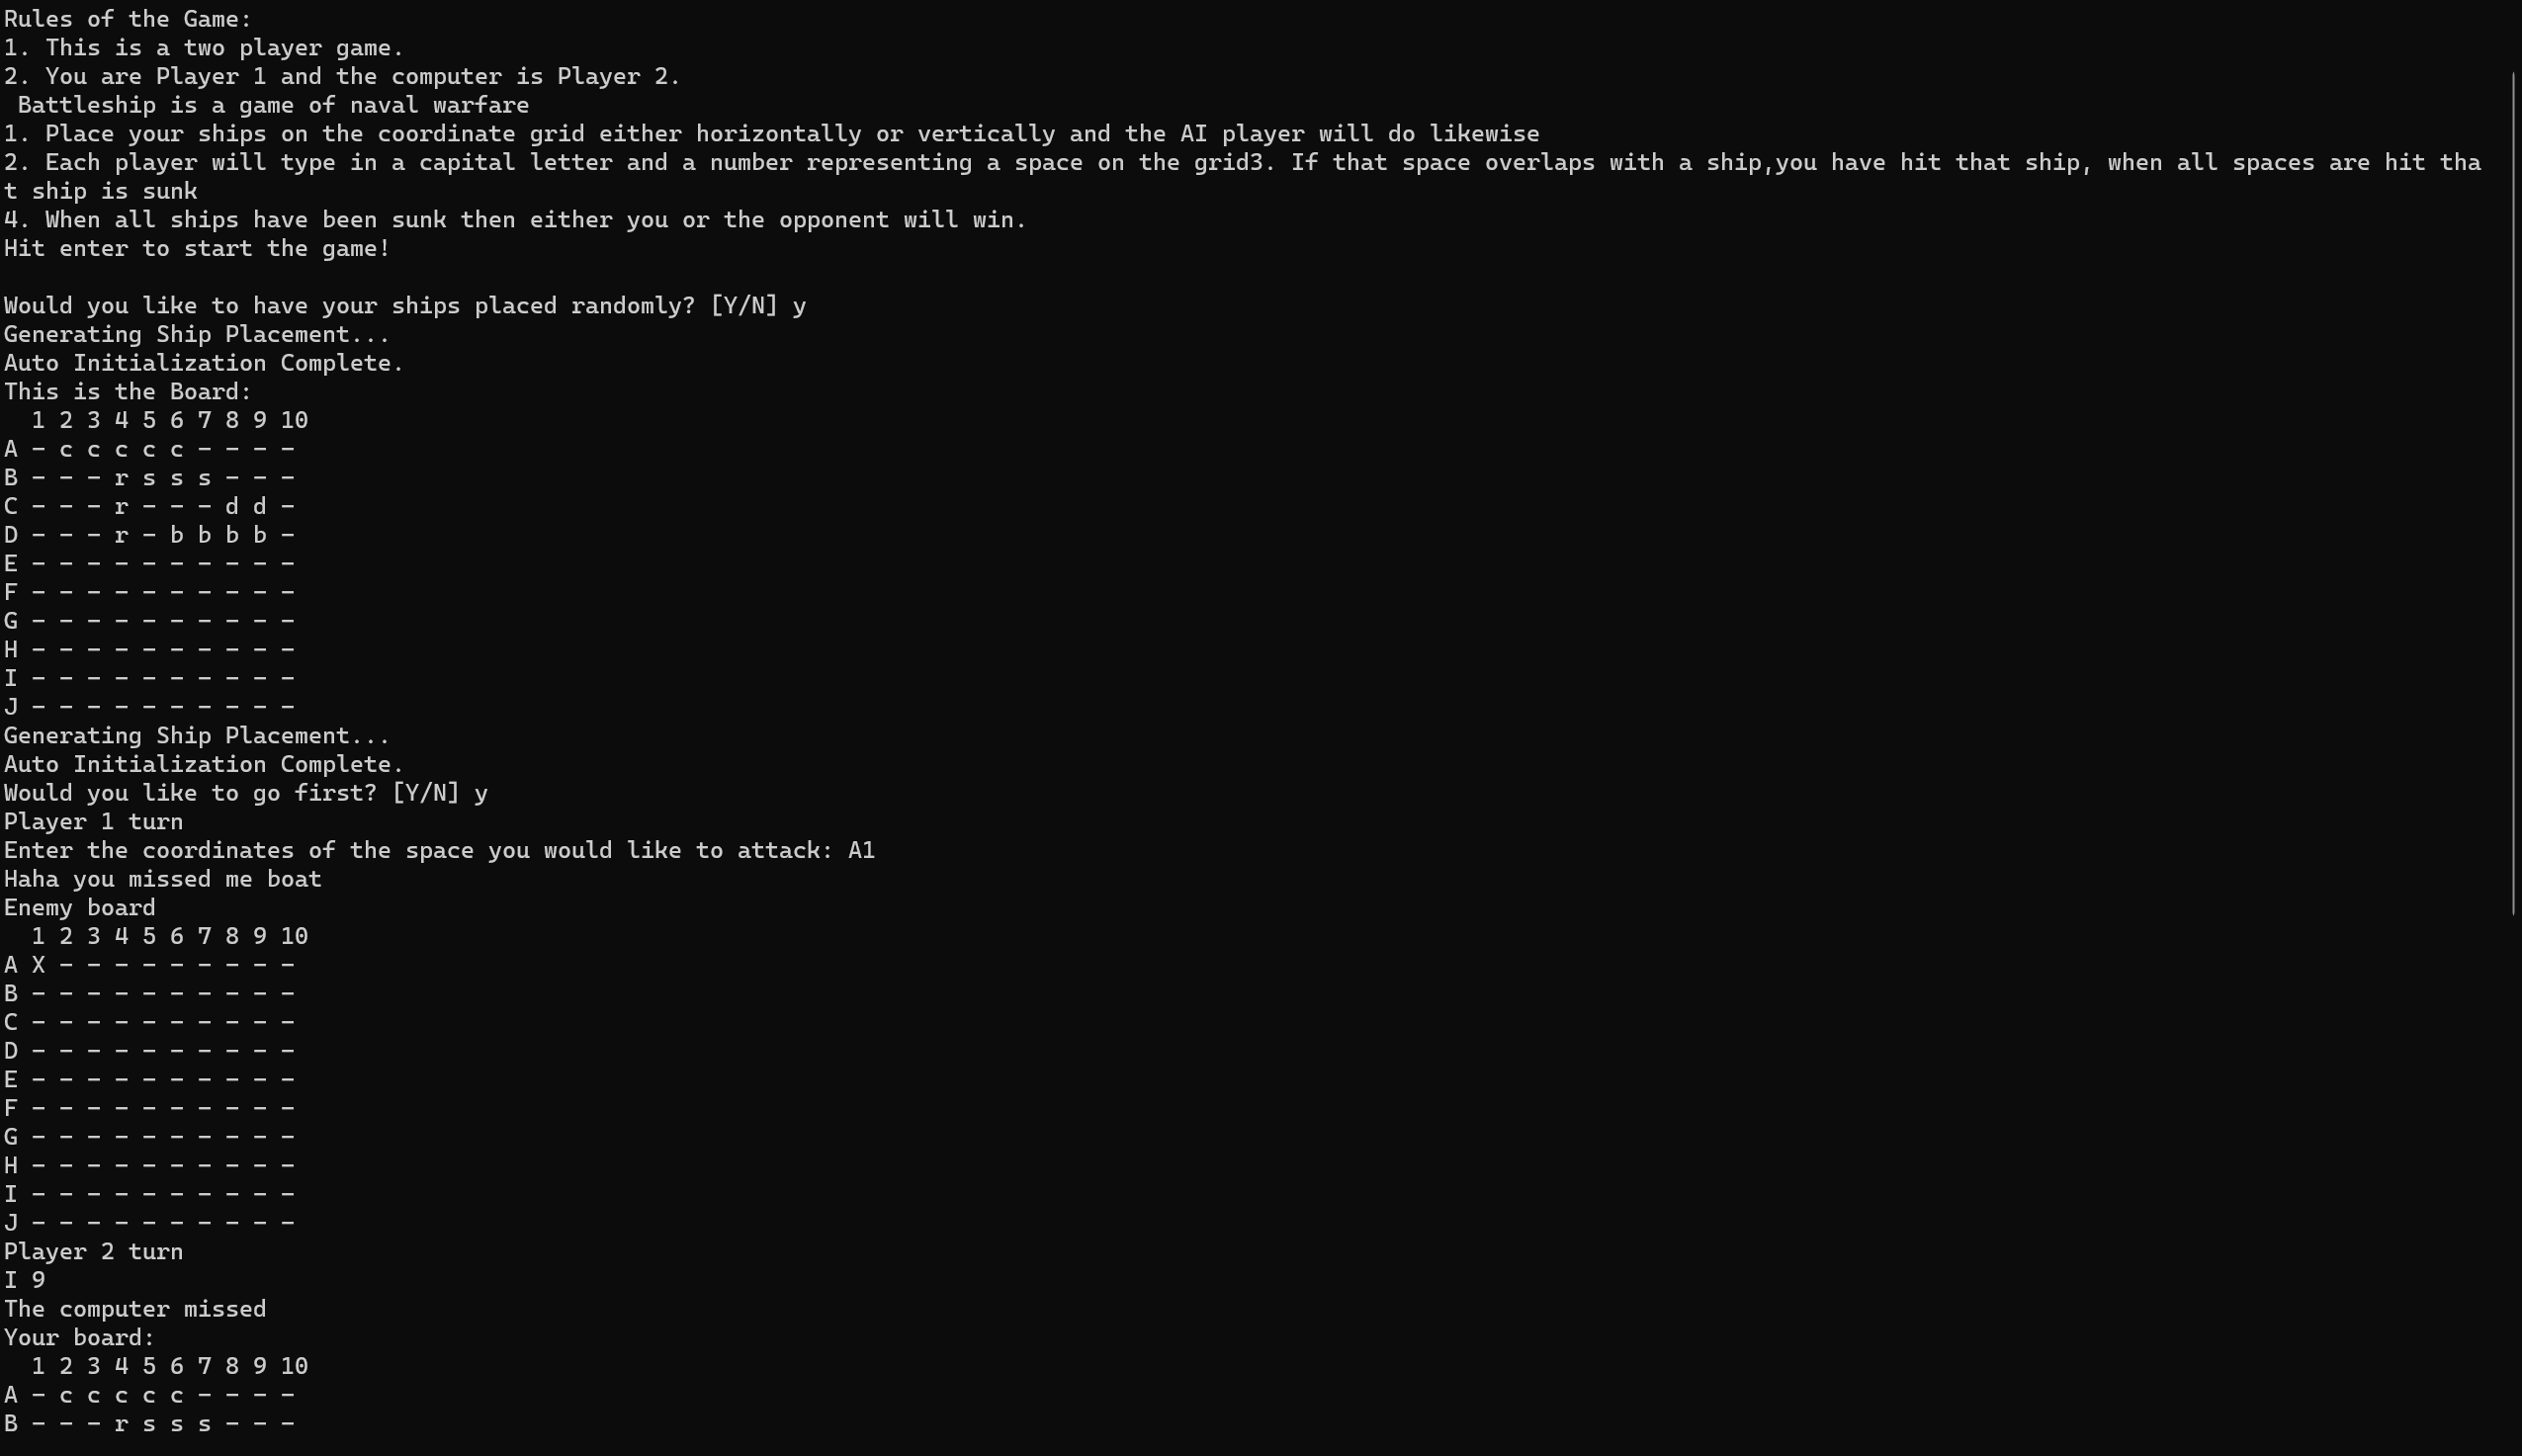 Rules of the Game:
1. This is a two player game.
2. You are Player 1 and the computer is Player 2.
 Battleship is a game of naval warfare
1. Place your ships on the coordinate grid either horizontally or vertically and the AI player will do likewise
2. Each player will type in a capital letter and a number representing a space on the grid3. If that space overlaps with a ship,you have hit that ship, when all spaces are hit tha
t ship is sunk
4. When all ships have been sunk then either you or the opponent will win.
Hit enter to start the game!

Would you like to have your ships placed randomly? [Y/N] y
Generating Ship Placement...
Auto Initialization Complete.
This is the Board:
  1 2 3 4 5 6 7 8 9 10
A - c c c c c - - - -
B - - - r s s s - - -
C - - - r - - - d d -
D - - - r - b b b b -
E - - - - - - - - - -
F - - - - - - - - - -
G - - - - - - - - - -
H - - - - - - - - - -
I - - - - - - - - - -
J - - - - - - - - - -
Generating Ship Placement...
Auto Initialization Complete.
Would you like to go first? [Y/N] y
Player 1 turn
Enter the coordinates of the space you would like to attack: A1
Haha you missed me boat
Enemy board
  1 2 3 4 5 6 7 8 9 10
A X - - - - - - - - -
B - - - - - - - - - -
C - - - - - - - - - -
D - - - - - - - - - -
E - - - - - - - - - -
F - - - - - - - - - -
G - - - - - - - - - -
H - - - - - - - - - -
I - - - - - - - - - -
J - - - - - - - - - -
Player 2 turn
I 9
The computer missed
Your board:
  1 2 3 4 5 6 7 8 9 10
A - c c c c c - - - -
B - - - r s s s - - -